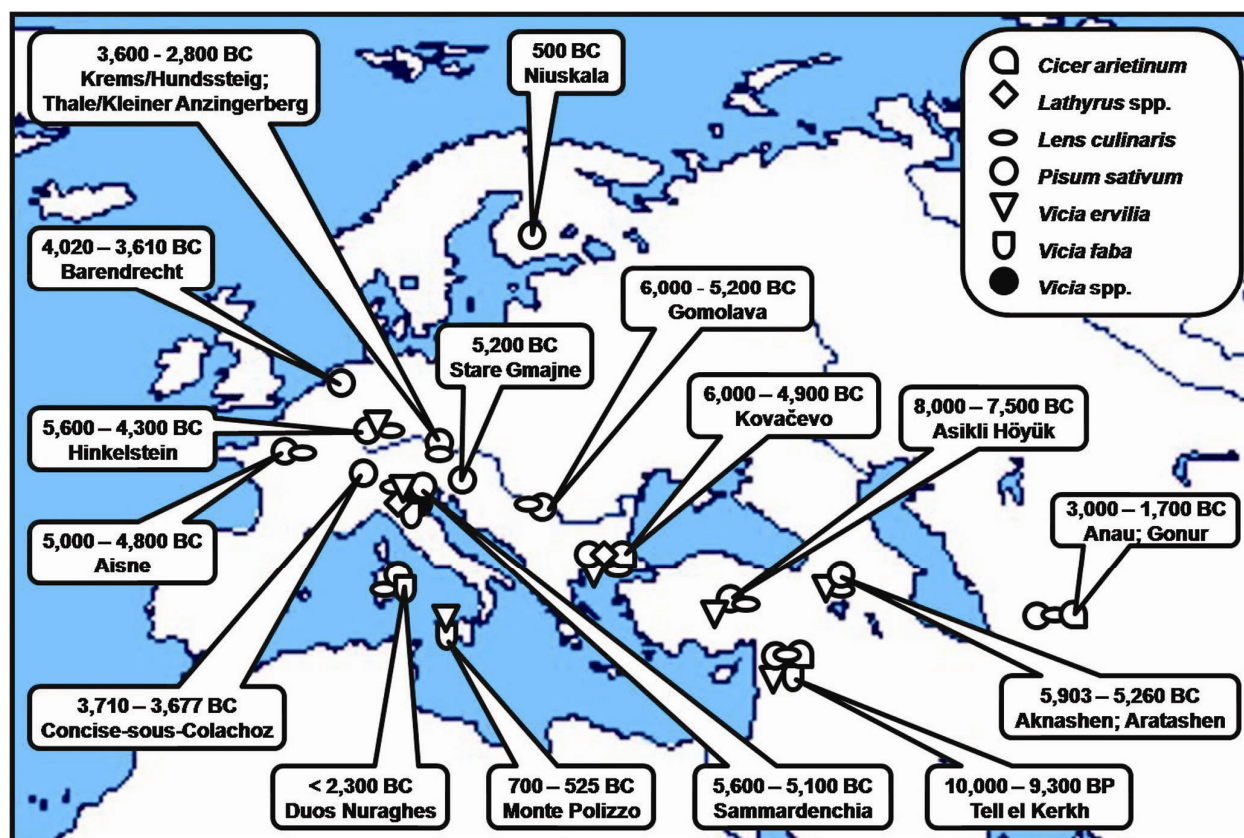 3,600 - 2,800 BC
Krems/Hundssteig;
Thale/Kleiner Anzingerberg
500 BC
Niuskala
Cicer arietinum
Lathyrus spp.
Lens culinaris
Pisum sativum
Vicia ervilia
Vicia faba
Vicia spp.
4,020 – 3,610 BC
Barendrecht
6,000 - 5,200 BC
Gomolava
5,200 BC
Stare Gmajne
6,000 – 4,900 BC
Kovačevo
8,000 – 7,500 BC
Asikli Höyük
5,600 – 4,300 BC
Hinkelstein
3,000 – 1,700 BC
Anau; Gonur
5,000 – 4,800 BC
Aisne
3,710 – 3,677 BC
Concise-sous-Colachoz
5,903 – 5,260 BC
Aknashen; Aratashen
< 2,300 BC
Duos Nuraghes
700 – 525 BC
Monte Polizzo
5,600 – 5,100 BC
Sammardenchia
10,000 – 9,300 BP
Tell el Kerkh